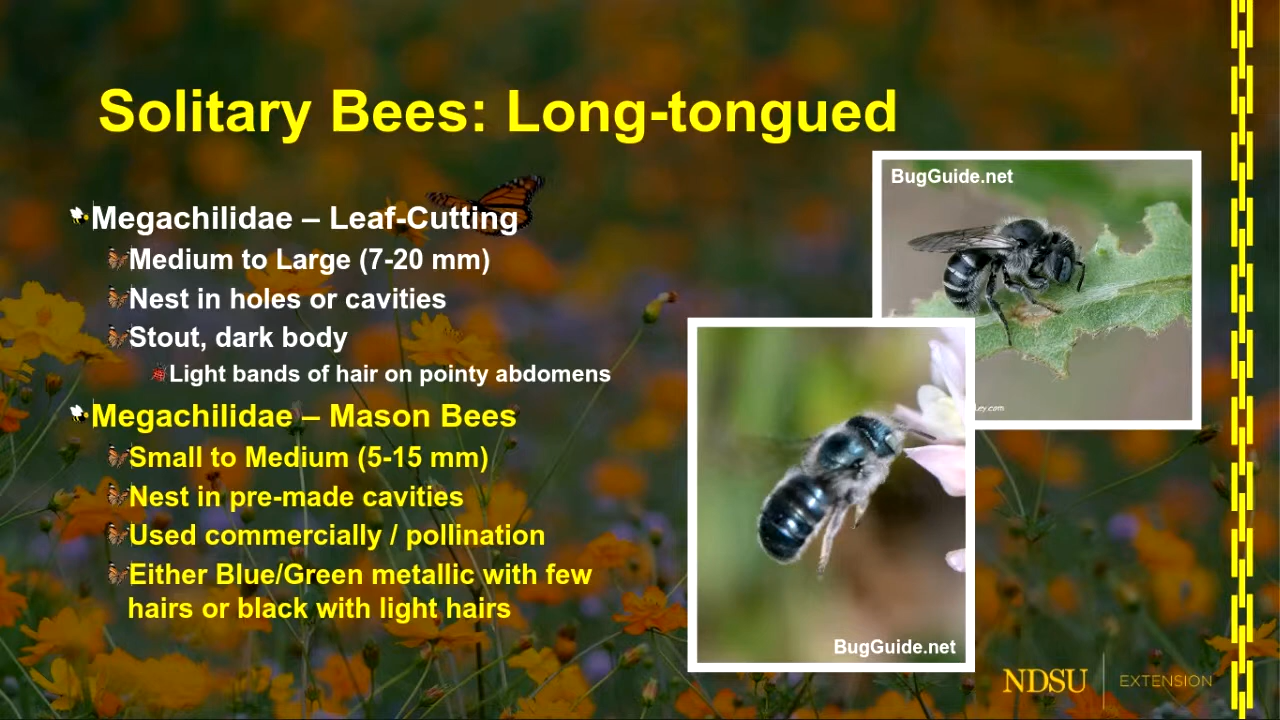 Solitary Bees: Long-tongued
Megachilidae – Leaf-Cutting
Medium to Large (7-20 mm)
Nest in holes or cavities
Stout, dark body
Light bands of hair on pointy abdomens
Megachilidae – Mason Bees
Small to Medium (5-15 mm)
Nest in pre-made cavities
Used commercially / pollination
Either Blue/Green metallic with few
hairs or black with light hairs
BugGuide.net
BugGuide.net
NDSU EXTENSION